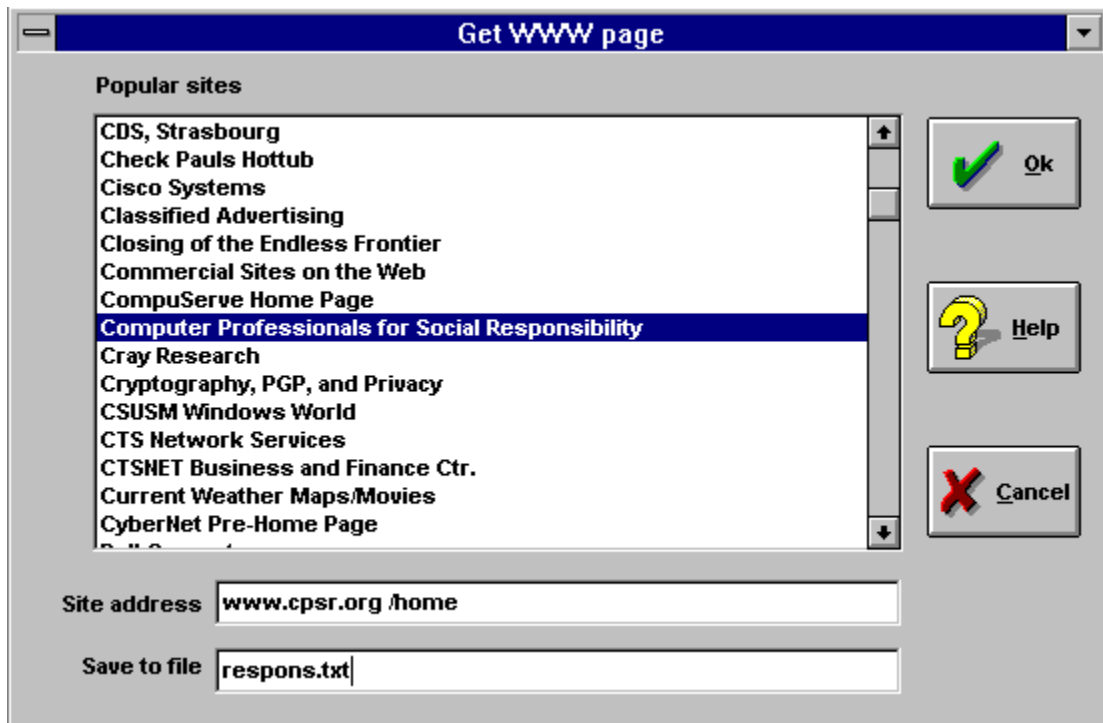 Get WWW page
Popular sites
CDS, Strasbourg
Check Pauls Hottub
Cisco Systems
Classified Advertising
Closing of the Endless Frontier
Commercial Sites on the Web
CompuServe Home Page
Computer Professionals for Social Responsibility
Cray Research
Cryptography, PGP, and Privacy
CSUSM Windows World
CTS Network Services
CTSNET Business and Finance Ctr.
Current Weather Maps/Movies
CyberNet Pre-Home Page
Ok
Help
Cancel
Site address www.cpsr.org /home
Save to file respons.txt